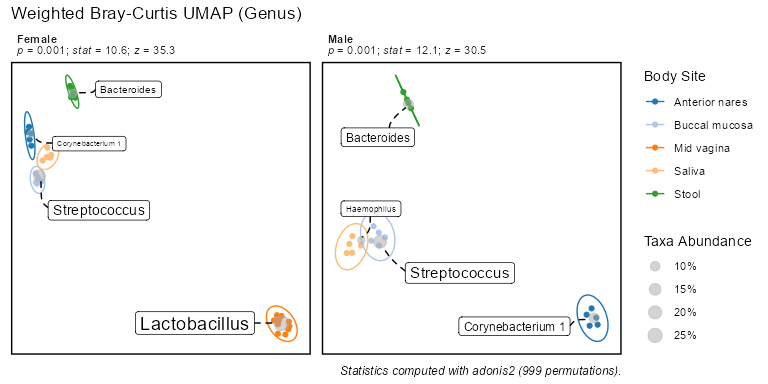 Weighted Bray-Curtis UMAP (Genus)
Female
p = 0.001; stat = 10.6; z = 35.3
Bacteroides
Corynebacterium 1
Streptococcus
Lactobacillus
Male
p = 0.001; stat = 12.1; z = 30.5
Bacteroides
Haemophilus
Streptococcus
Corynebacterium 1
Body Site
Anterior nares
Buccal mucosa
Mid vagina
Saliva
Stool
Taxa Abundance
10%
15%
20%
25%
Statistics computed with adonis2 (999 permutations).